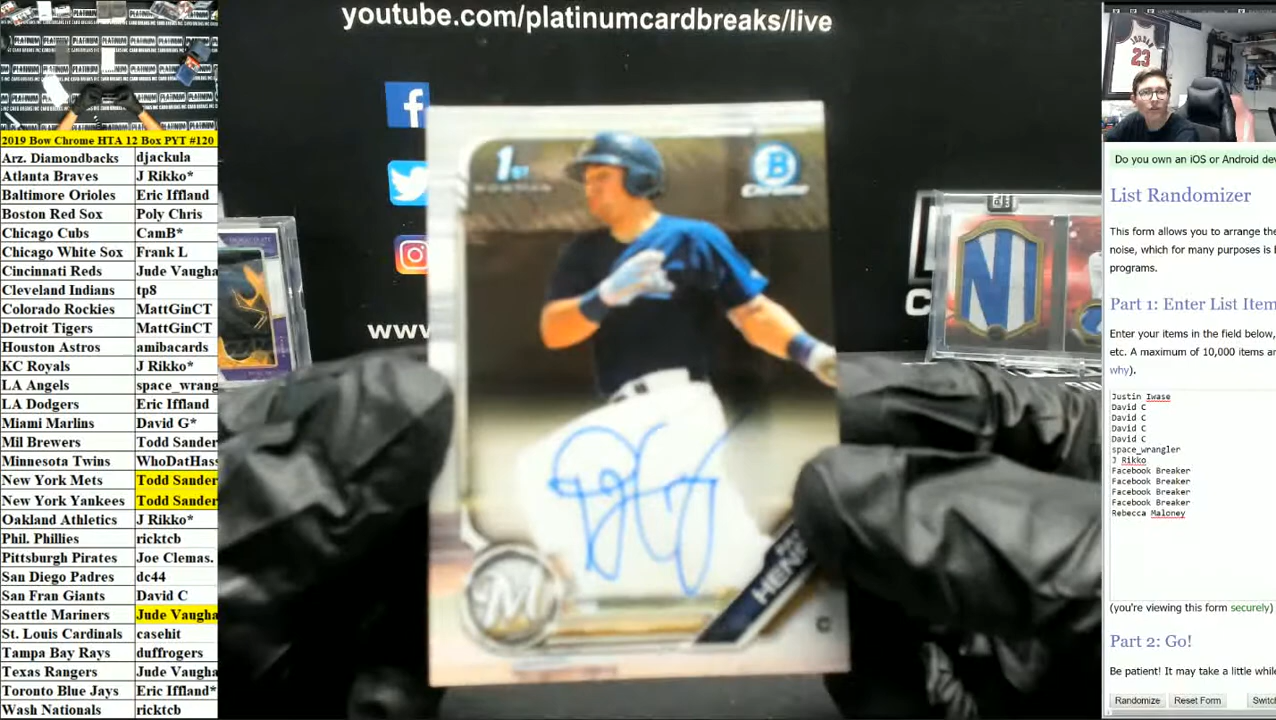 youtube.com/platinumcardbreaks/live
2019 Bow Chrome HTA 12 Box PYT #120
Arz. Diamondbacks djackula
Atlanta Braves J Rikko*
Baltimore Orioles Eric Iffland
Boston Red Sox Poly Chris
Chicago Cubs CamB*
Chicago White Sox Frank L
Cincinnati Reds Jude Vaugha
Cleveland Indians tp8
Colorado Rockies MattGinCT
Detroit Tigers MattGinCT
Houston Astros amibacards
KC Royals J Rikko*
LA Angels space_wrang
LA Dodgers Eric Iffland
Miami Marlins David G*
Mil Brewers Todd Sander
Minnesota Twins WhoDatHas
New York Mets Todd Sander
New York Yankees Todd Sander
Oakland Athletics J Rikko*
Phil. Phillies ricktcb
Pittsburgh Pirates Joe Clemas.
San Diego Padres dc44
San Fran Giants David C
Seattle Mariners Jude Vaugha
St. Louis Cardinals casehit
Tampa Bay Rays duffrogers
Texas Rangers Jude Vaugha
Toronto Blue Jays Eric Iffland*
Wash Nationals ricktcb
f
www
1st
B
Chrome
M
HEN
C
N
C
JORDAN
23
Do you own an iOS or Android dev
List Randomizer
This form allows you to arrange the
noise, which for many purposes is
programs.
Part 1: Enter List Item
Enter your items in the field below,
etc. A maximum of 10,000 items a
why).
Justin Iwase
David C
David C
David C
David C
space_wrangler
J Rikko
Facebook Breaker
Facebook Breaker
Facebook Breaker
Facebook Breaker
Rebecca Maloney
(you're viewing this form securely)
Part 2: Go!
Be patient! It may take a little while
Randomize Reset Form Switc